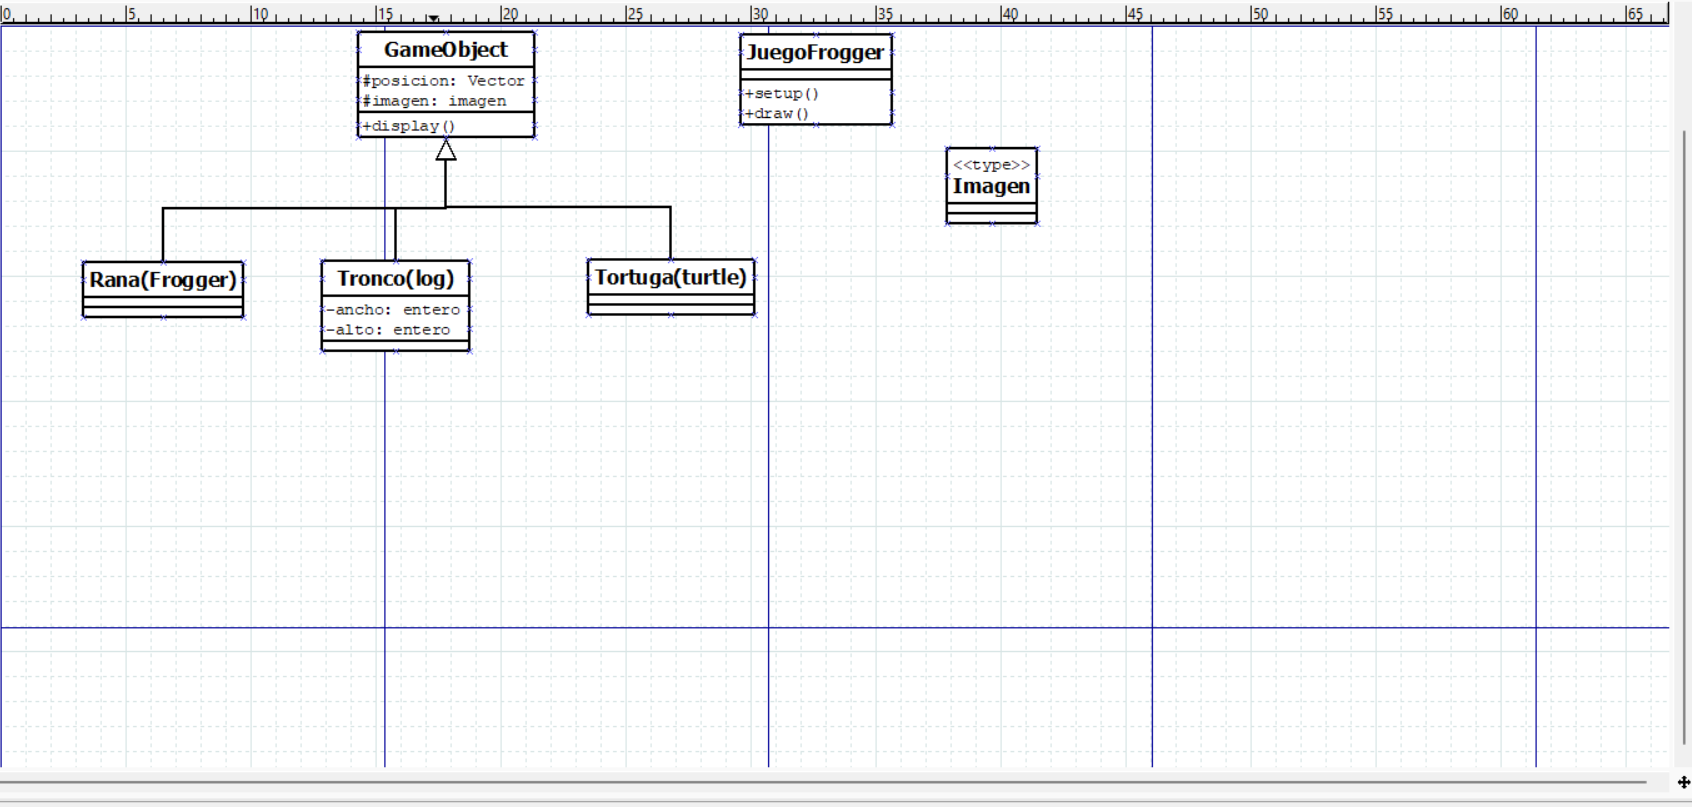 0 5 10 15 20 25 30 35 40 45 50 55 60 65
GameObject
#posicion: Vector
#imagen: imagen
+display()
JuegoFrogger
+setup()
+draw()
<<type>>
Imagen
Rana(Frogger)
Tronco(log)
-ancho: entero
-alto: entero
Tortuga(turtle)